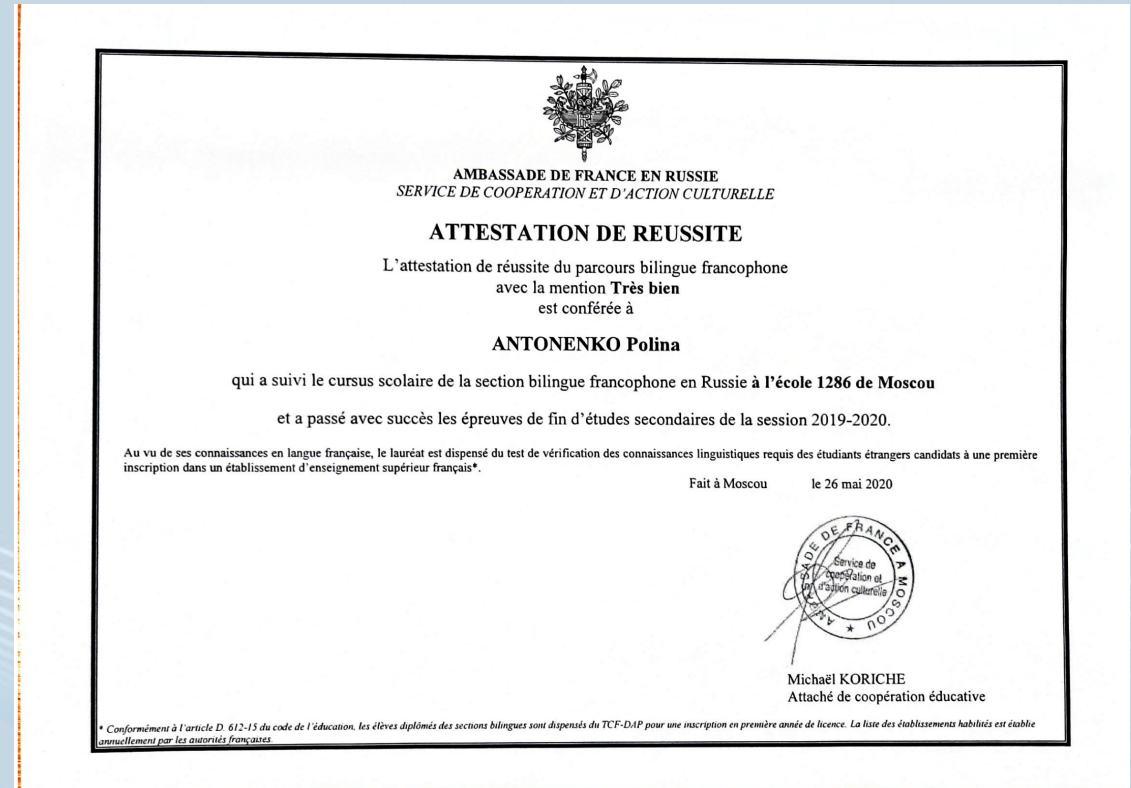 AMBASSADE DE FRANCE EN RUSSIE
SERVICE DE COOPERATION ET D'ACTION CULTURELLE
ATTESTATION DE REUSSITE
L'attestation de réussite du parcours bilingue francophone
avec la mention Très bien
est conférée à
ANTONENKO Polina
qui a suivi le cursus scolaire de la section bilingue francophone en Russie à l'école 1286 de Moscou
et a passé avec succès les épreuves de fin d'études secondaires de la session 2019-2020.
Au vu de ses connaissances en langue française, le lauréat est dispensé du test de vérification des connaissances linguistiques requis des étudiants étrangers candidats à une première
inscription dans un établissement d'enseignement supérieur français*.
Fait à Moscou le 26 mai 2020
AMBASSADE DE FRANCE A MOSCOU
Service de
coopération et
d'action culturelle
Michaël KORICHE
Attaché de coopération éducative
* Conformément à l'article D. 612-15 du code de l'éducation, les élèves diplômés des sections bilingues sont dispensés du TCF-DAP pour une inscription en première année de licence. La liste des établissements habilités est établie
annuellement par les autorités françaises.